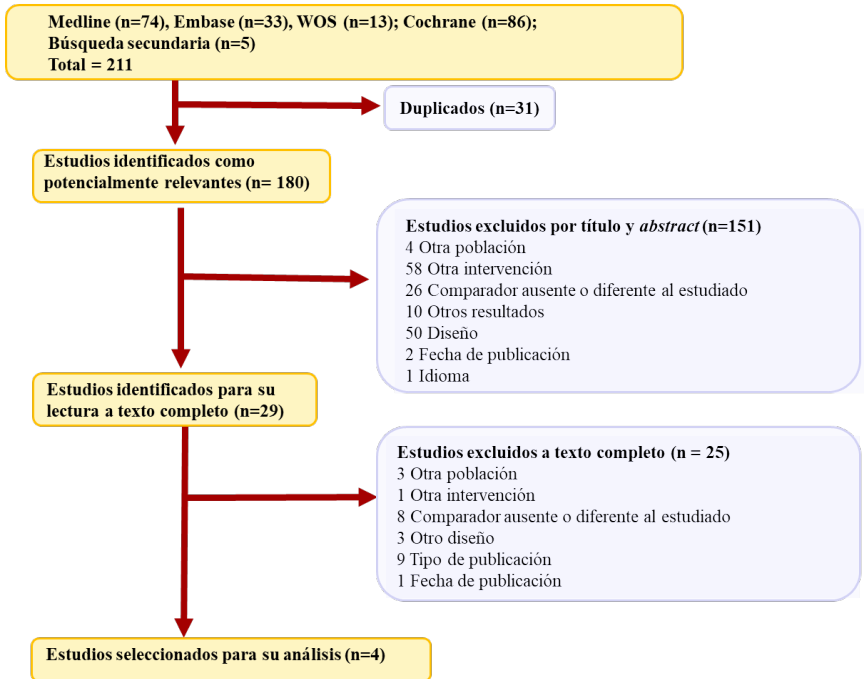 Medline (n=74), Embase (n=33), WOS (n=13); Cochrane (n=86);
Búsqueda secundaria (n=5)
Total = 211
Duplicados (n=31)
Estudios identificados como
potencialmente relevantes (n= 180)
Estudios excluidos por título y abstract (n=151)
4 Otra población
58 Otra intervención
26 Comparador ausente o diferente al estudiado
10 Otros resultados
50 Diseño
2 Fecha de publicación
1 Idioma
Estudios identificados para su
lectura a texto completo (n=29)
Estudios excluidos a texto completo (n = 25)
3 Otra población
1 Otra intervención
8 Comparador ausente o diferente al estudiado
3 Otro diseño
9 Tipo de publicación
1 Fecha de publicación
Estudios seleccionados para su análisis (n=4)